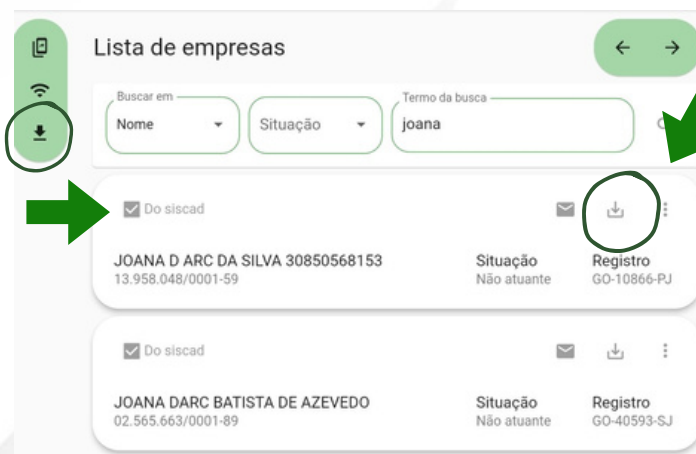 Lista de empresas
Buscar em
Nome
Situação
Termo da busca
joana
Do siscad
JOANA D ARC DA SILVA 30850568153
13.958.048/0001-59
Situação
Não atuante
Registro
GO-10866-PJ
Do siscad
JOANA DARC BATISTA DE AZEVEDO
02.565.663/0001-89
Situação
Não atuante
Registro
GO-40593-SJ